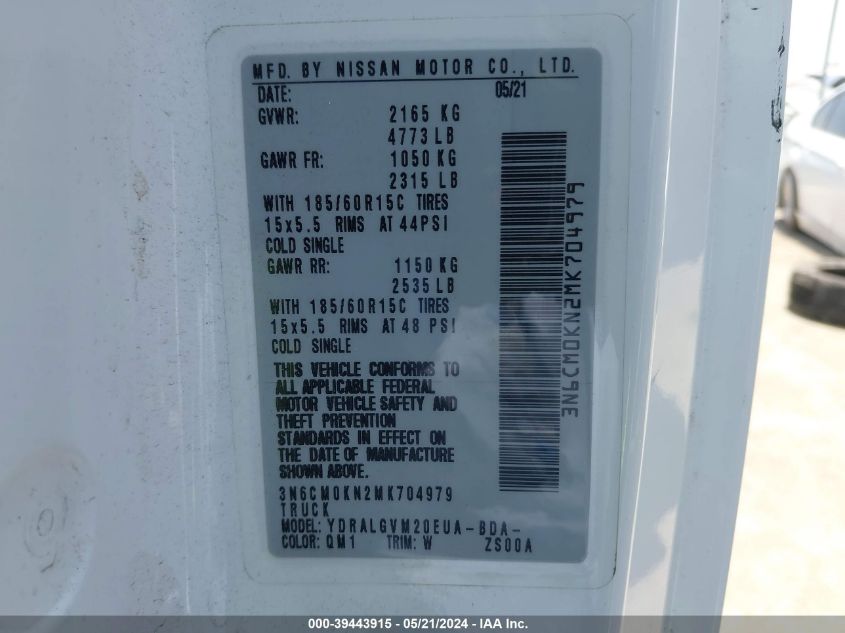 MFD. BY NISSAN MOTOR CO., LTD.
DATE: 05/21
GVWR: 2165 KG
4773 LB
GAWR FR: 1050 KG
2315 LB
WITH 185/60R15C TIRES
15x5.5 RIMS AT 44PSI
COLD SINGLE
GAWR RR: 1150 KG
2535 LB
WITH 185/60R15C TIRES
15x5.5 RIMS AT 48 PSI
COLD SINGLE
THIS VEHICLE CONFORMS TO
ALL APPLICABLE FEDERAL
MOTOR VEHICLE SAFETY AND
THEFT PREVENTION
STANDARDS IN EFFECT ON
THE DATE OF MANUFACTURE
SHOWN ABOVE.
3N6CM0KN2MK704979
TRUCK
MODEL: YDRALGVM20EUA-BDA-
COLOR: QM1 TRIM: W ZS00A
3N6CM0KN2MK704979
000-39443915 - 05/21/2024 - IAA Inc.